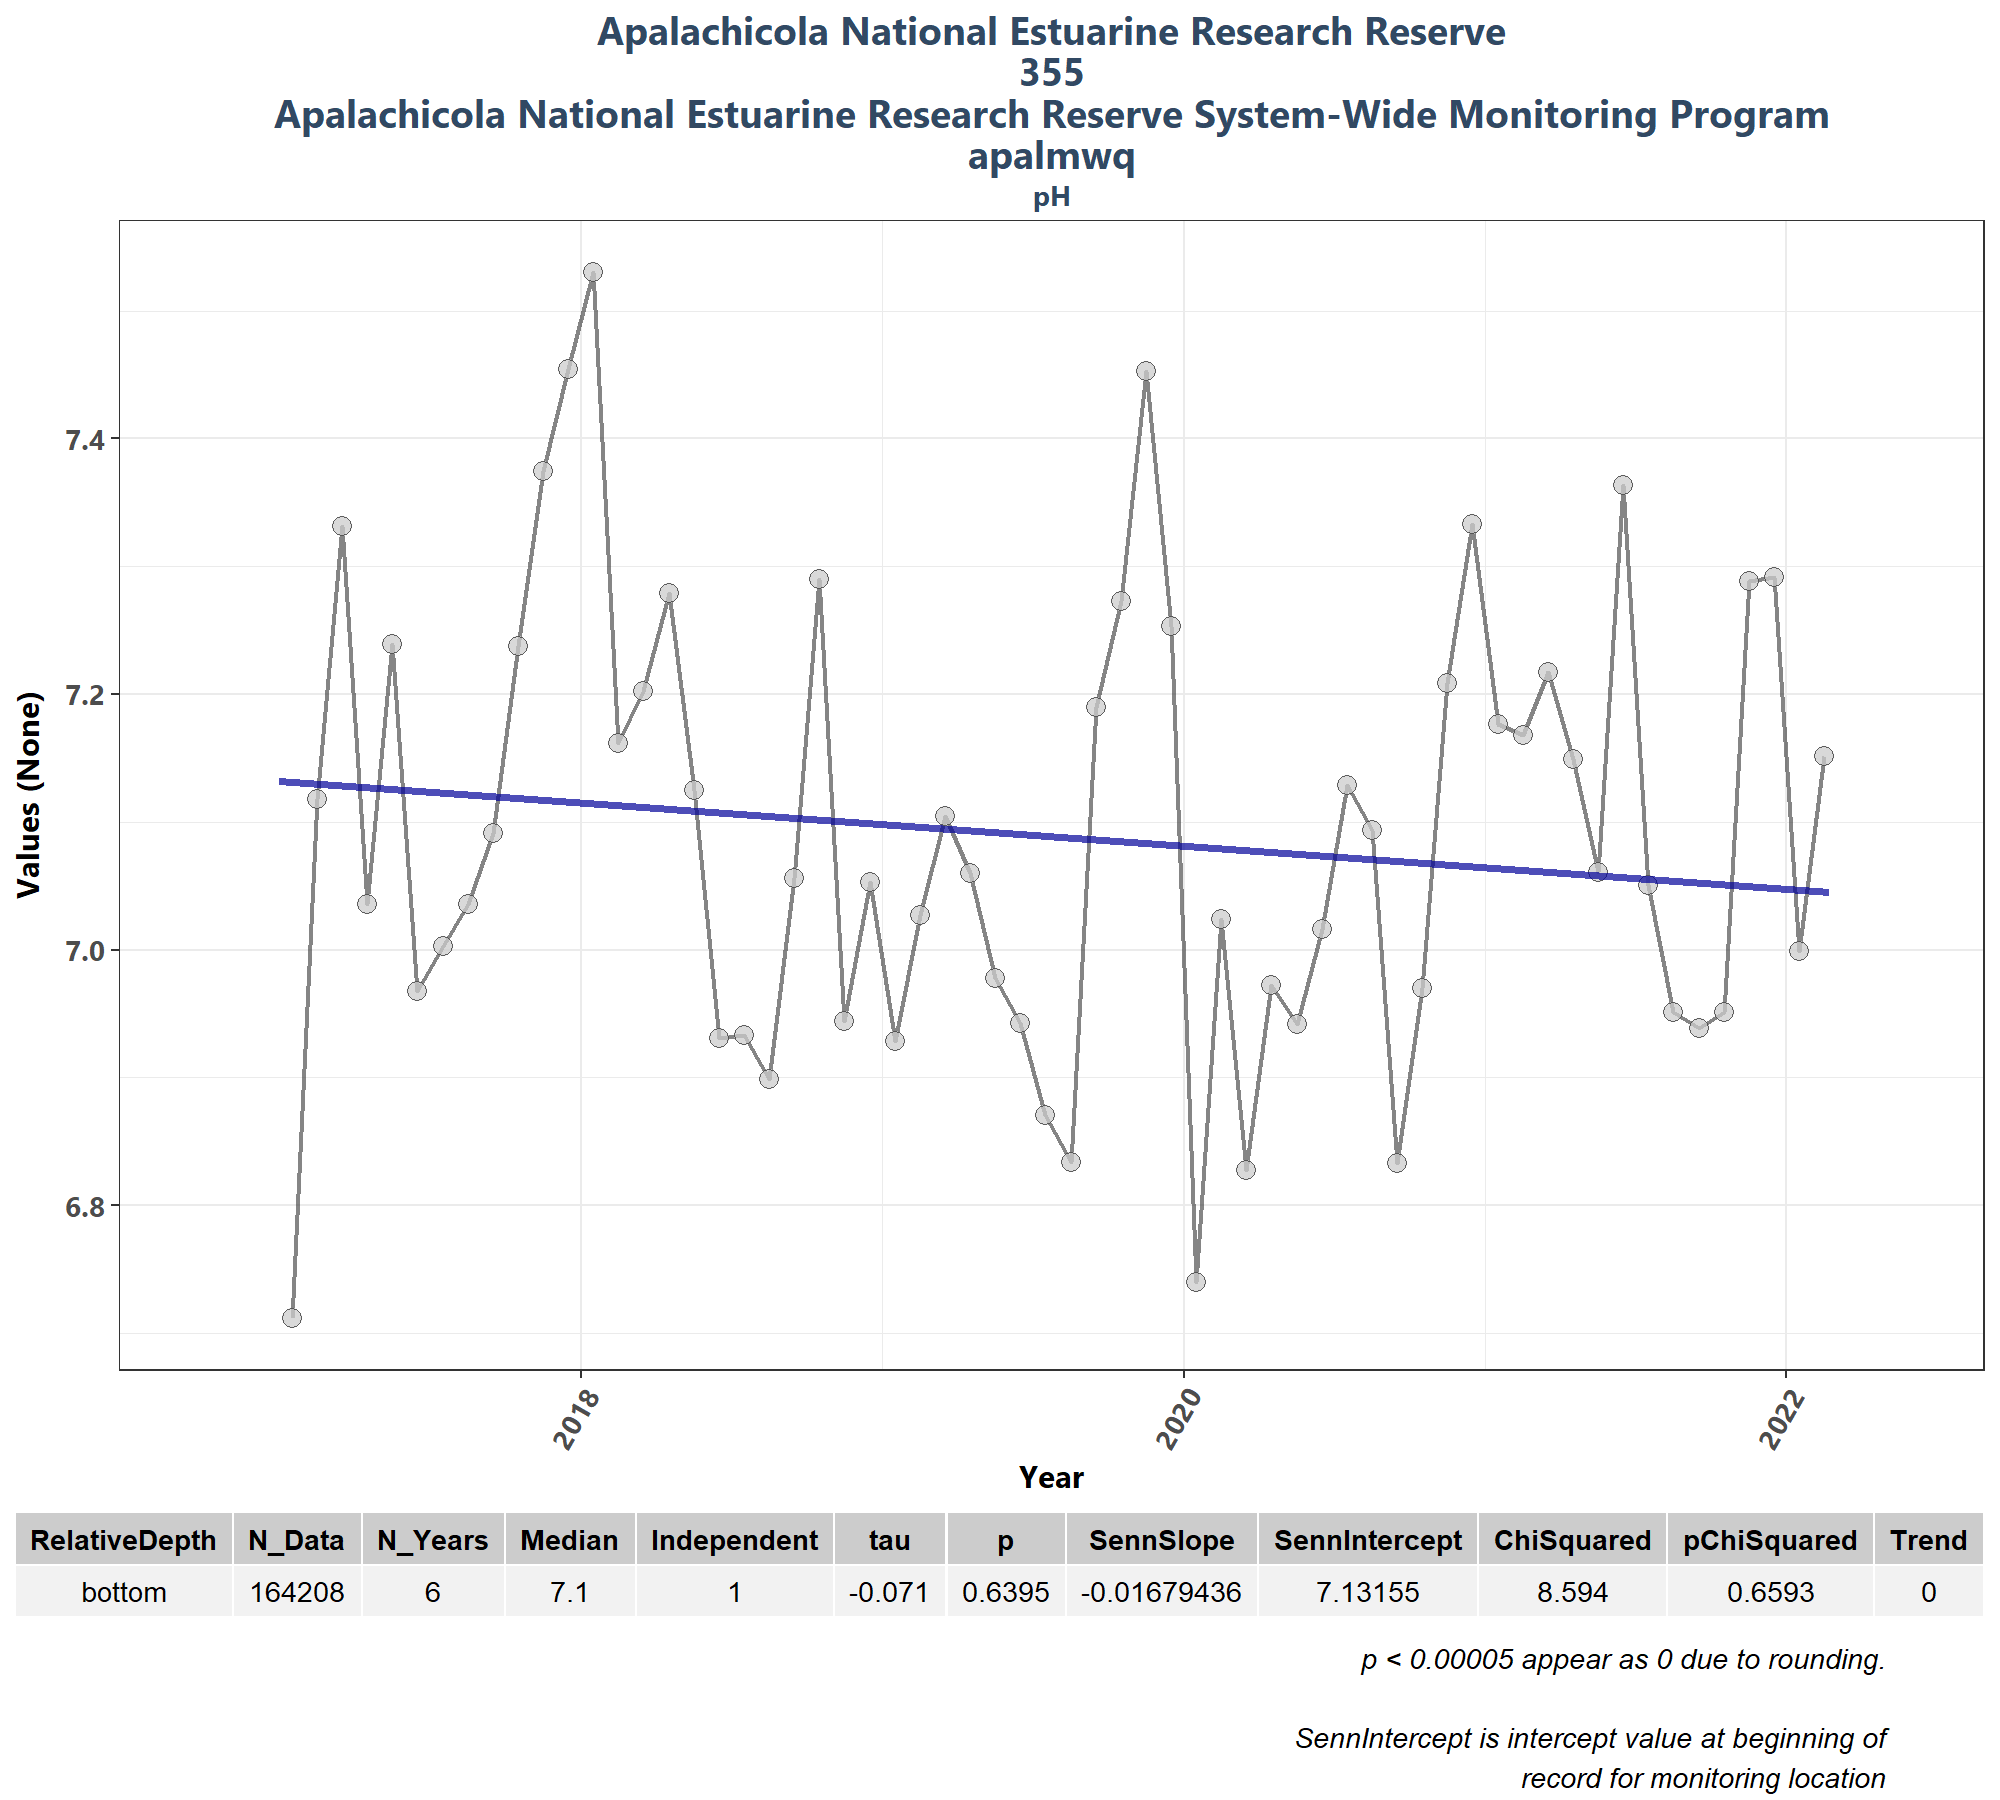 Apalachicola National Estuarine Research Reserve
355
Apalachicola National Estuarine Research Reserve System-Wide Monitoring Program
apalmwq
pH
Values (None)
7.4
7.2
7.0
6.8
2018
2020
2022
Year
RelativeDepth N_Data N_Years Median Independent tau p SennSlope SennIntercept ChiSquared pChiSquared Trend
bottom 164208 6 7.1 1 -0.071 0.6395 -0.01679436 7.13155 8.594 0.6593 0
p < 0.00005 appear as 0 due to rounding.
SennIntercept is intercept value at beginning of
record for monitoring location